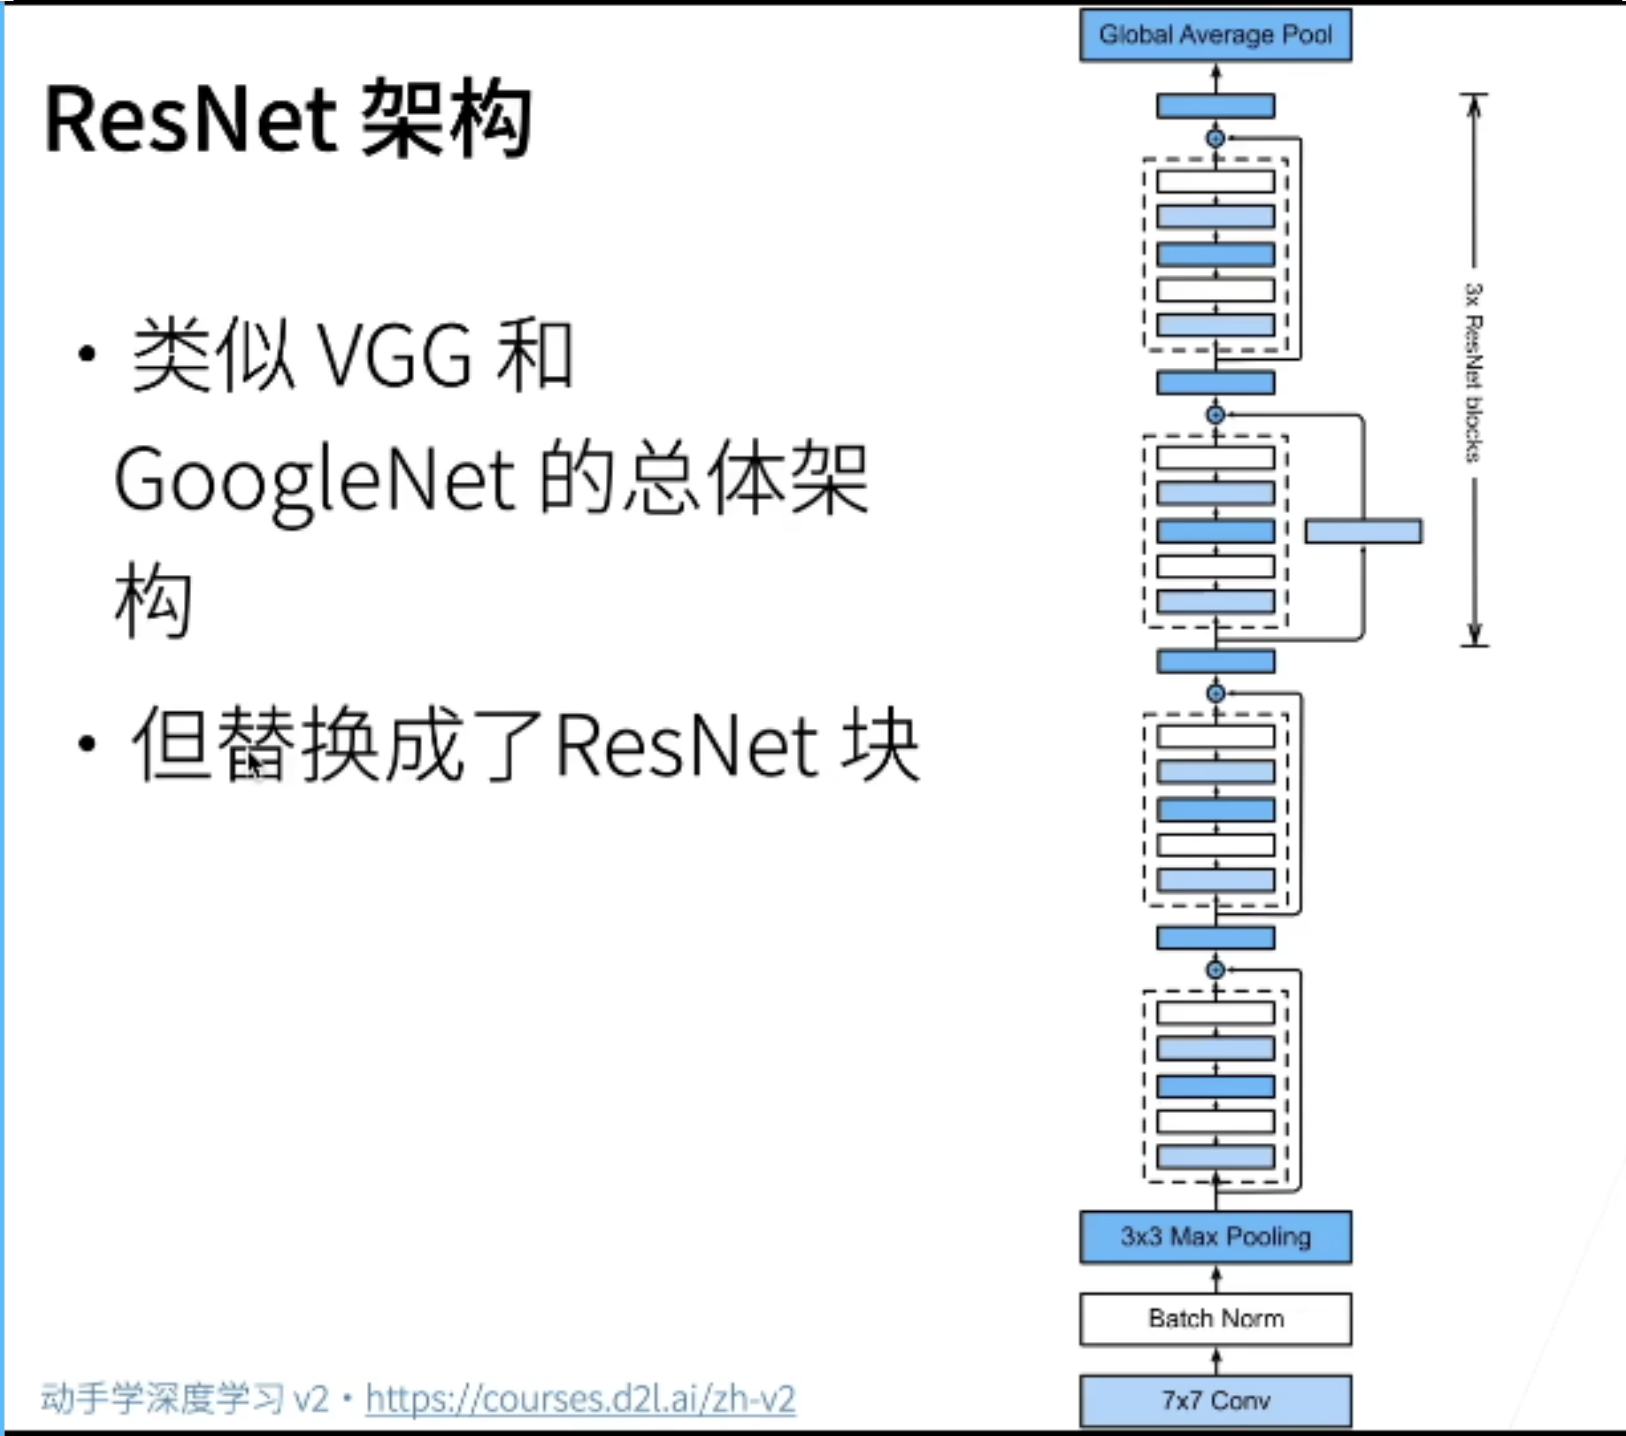 ResNet 架构
• 类似 VGG 和
GoogleNet 的总体架
构
• 但替换成了ResNet 块
动手学深度学习 v2 • https://courses.d2l.ai/zh-v2
Global Average Pool
3x ResNet blocks
3x3 Max Pooling
Batch Norm
7x7 Conv